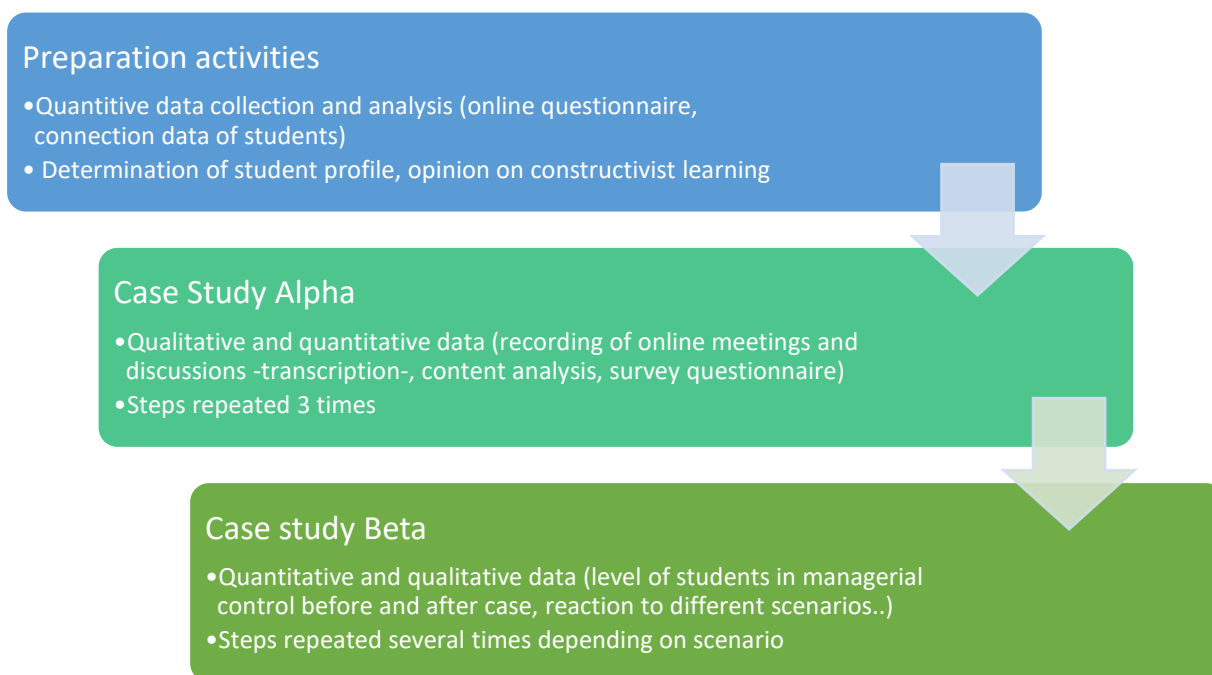 Preparation activities
•Quantitive data collection and analysis (online questionnaire,
connection data of students)
• Determination of student profile, opinion on constructivist learning
Case Study Alpha
•Qualitative and quantitative data (recording of online meetings and
discussions -transcription-, content analysis, survey questionnaire)
•Steps repeated 3 times
Case study Beta
•Quantitative and qualitative data (level of students in managerial
control before and after case, reaction to different scenarios..)
•Steps repeated several times depending on scenario